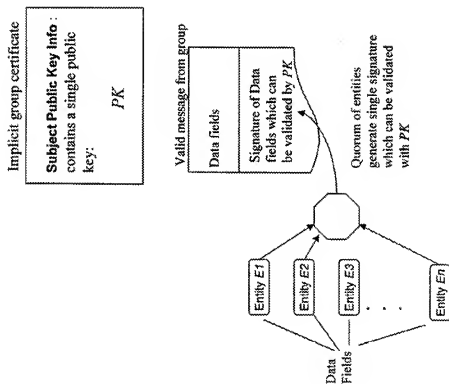 Implicit group certificate
Subject Public Key Info :
contains a single public
key:
PK
Valid message from group
Data fields
Signature of Data
fields which can
be validated by PK
Quorum of entities
generate single signature
which can be validated
with PK
Entity E1
Entity E2
Entity E3
. . . .
Entity En
Data
Fields